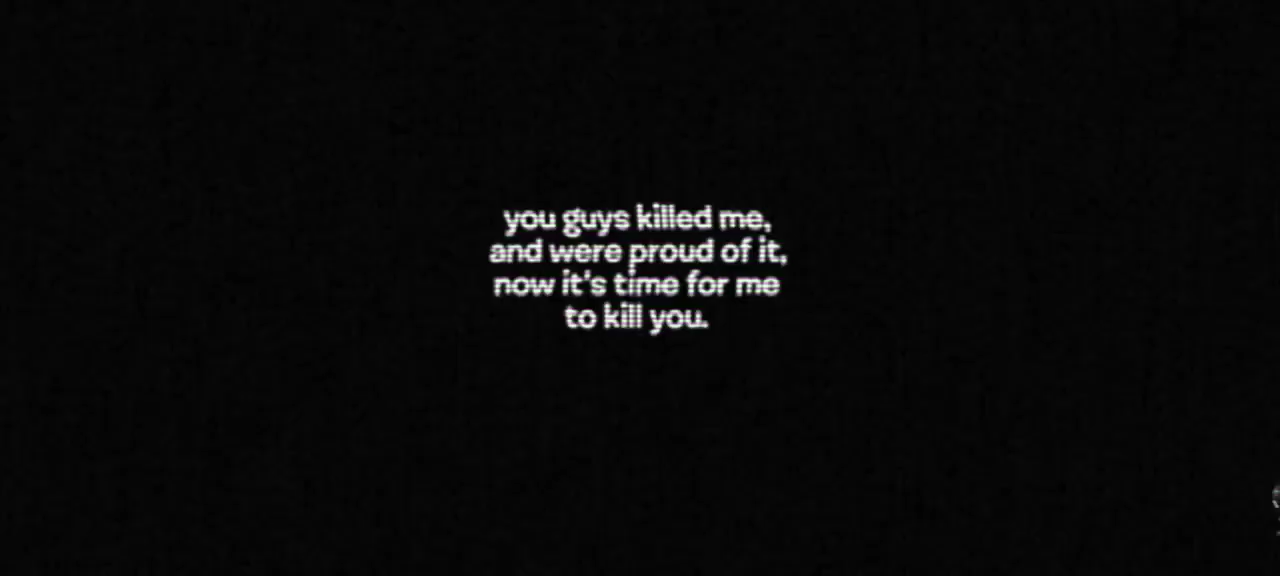 you guys killed me,
and were proud of it,
now it's time for me
to kill you.